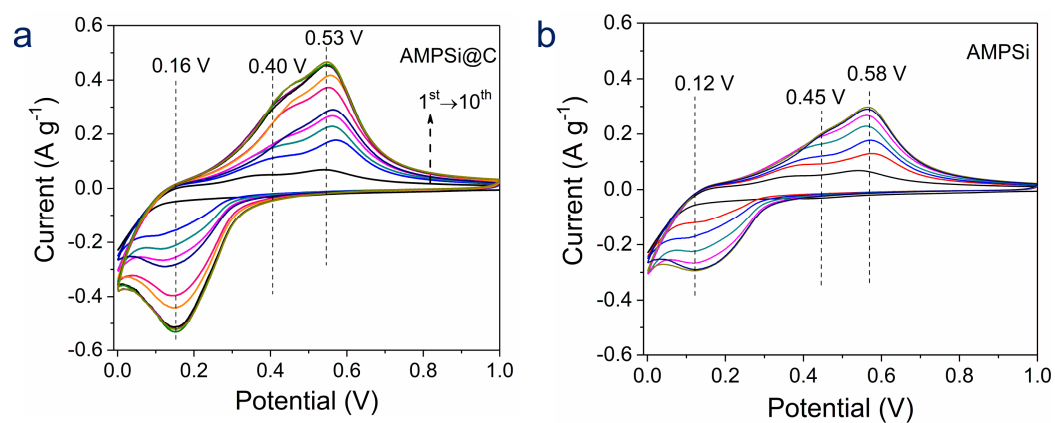 a
0.6
0.4
0.2
0.0
-0.2
-0.4
-0.6
Current (A g⁻¹)
0.16 V
0.40 V
0.53 V
AMPSi@C
1ˢᵗ→10ᵗʰ
0.0 0.2 0.4 0.6 0.8 1.0
Potential (V)
b
0.6
0.4
0.2
0.0
-0.2
-0.4
-0.6
Current (A g⁻¹)
0.12 V
0.45 V
0.58 V
AMPSi
0.0 0.2 0.4 0.6 0.8 1.0
Potential (V)